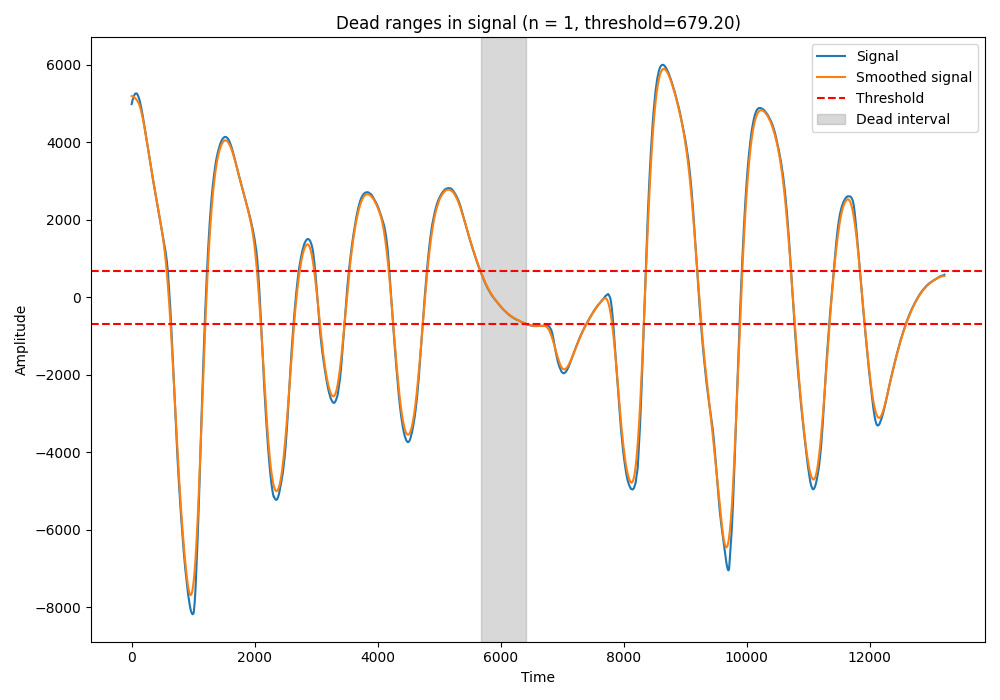 Dead ranges in signal (n = 1, threshold=679.20)
Signal
Smoothed signal
Threshold
Dead interval
6000
4000
2000
0
−2000
−4000
−6000
−8000
Amplitude
0 2000 4000 6000 8000 10000 12000
Time